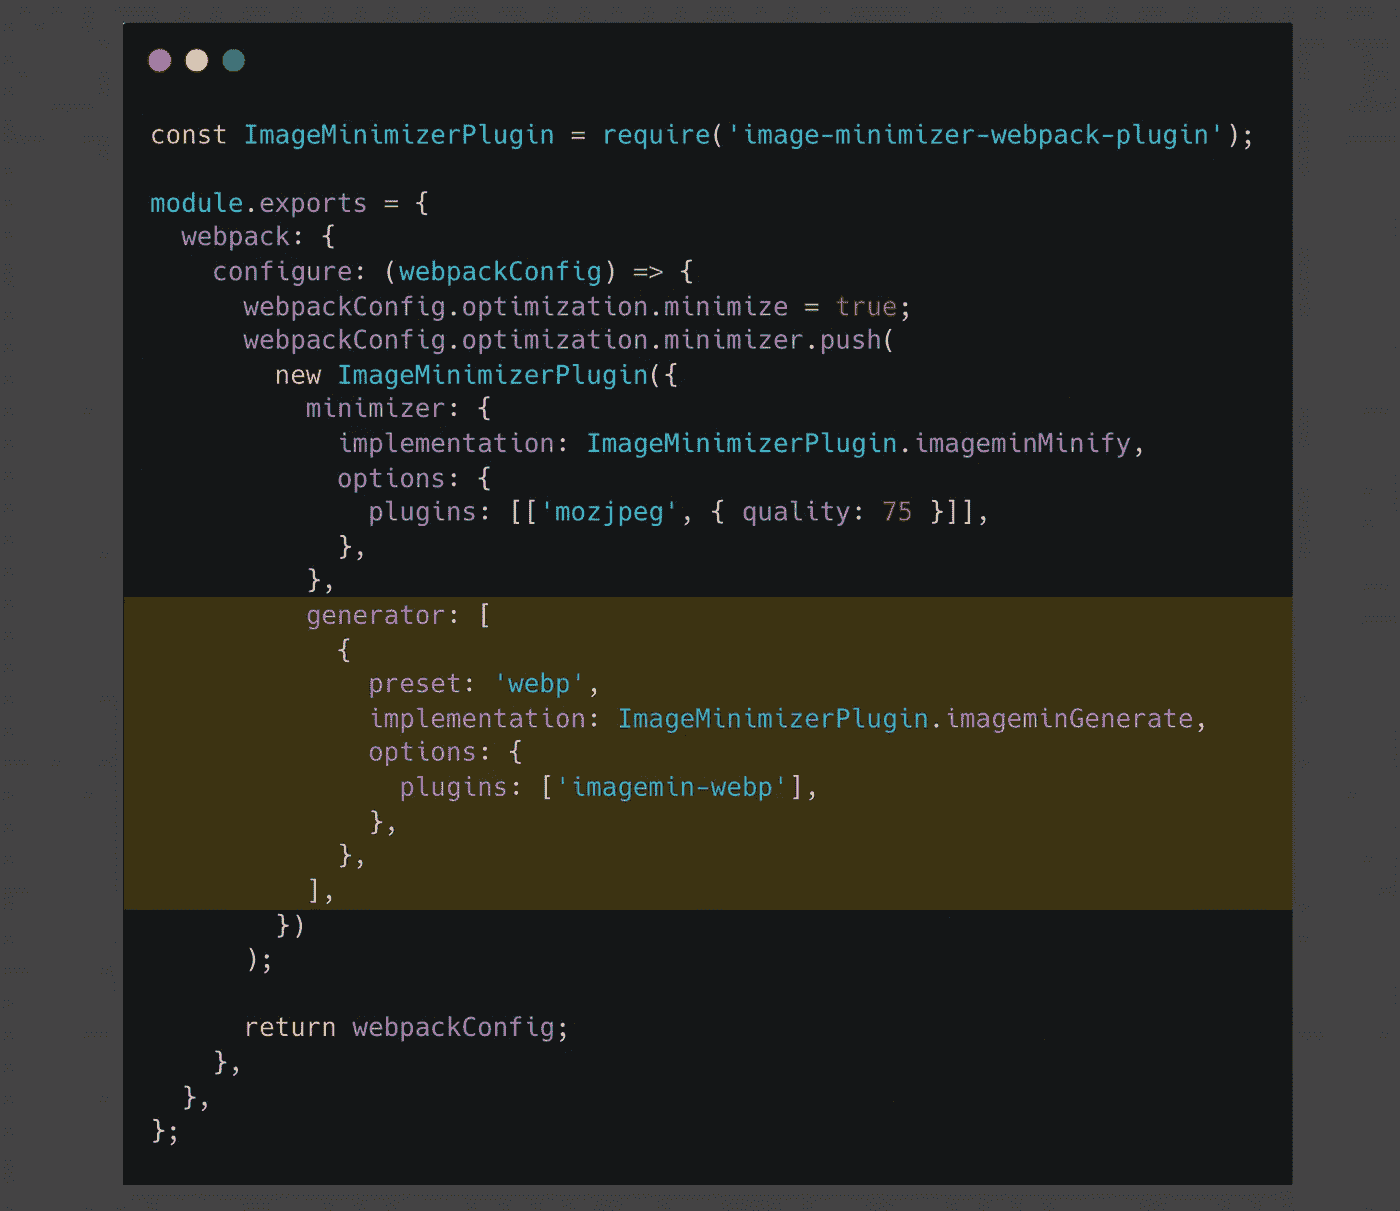 const ImageMinimizerPlugin = require('image-minimizer-webpack-plugin');
module.exports = {
webpack: {
configure: (webpackConfig) => {
webpackConfig.optimization.minimize = true;
webpackConfig.optimization.minimizer.push(
new ImageMinimizerPlugin({
minimizer: {
implementation: ImageMinimizerPlugin.imageminMinify,
options: {
plugins: [['mozjpeg', { quality: 75 }]],
},
},
generator: [
{
preset: 'webp',
implementation: ImageMinimizerPlugin.imageminGenerate,
options: {
plugins: ['imagemin-webp'],
},
},
],
})
);
return webpackConfig;
},
},
};